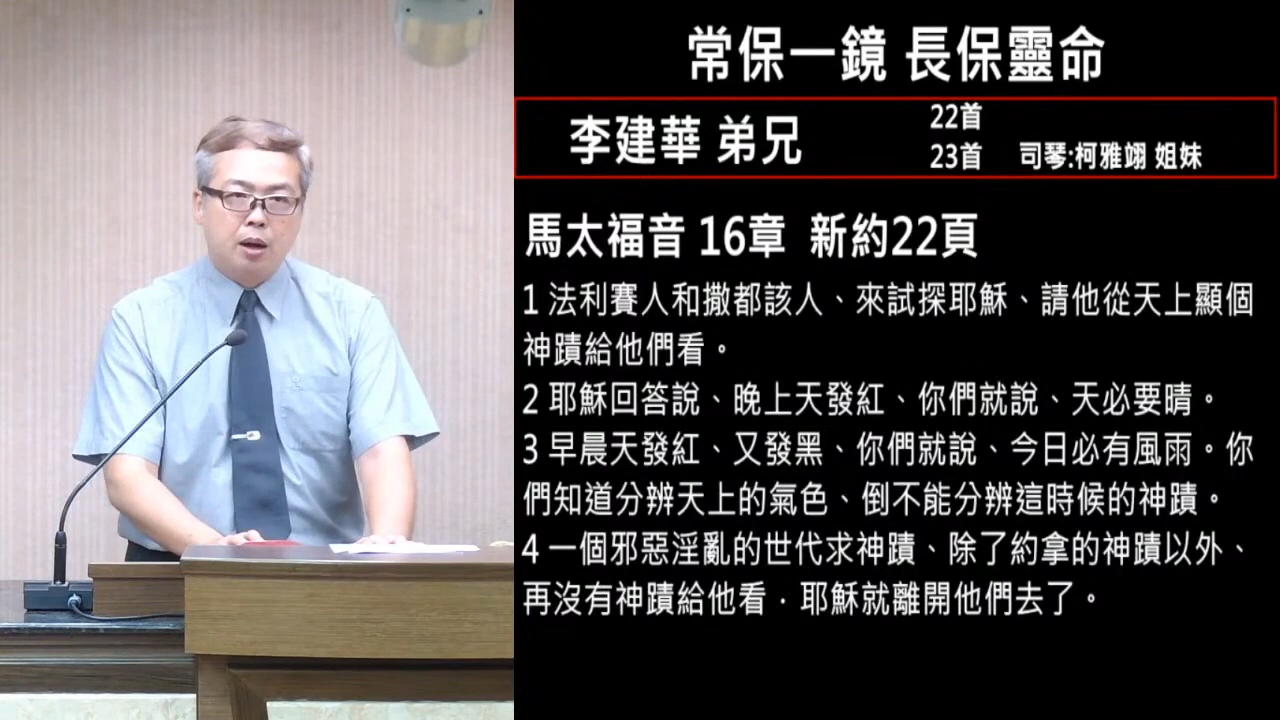 常保一鏡 長保靈命
李建華 弟兄
22首
23首 司琴:柯雅翊 姐妹
馬太福音 16章 新約22頁
1 法利賽人和撒都該人、來試探耶穌、請他從天上顯個
神蹟給他們看。
2 耶穌回答說、晚上天發紅、你們就說、天必要晴。
3 早晨天發紅、又發黑、你們就說、今日必有風雨。你
們知道分辨天上的氣色、倒不能分辨這時候的神蹟。
4 一個邪惡淫亂的世代求神蹟、除了約拿的神蹟以外、
再沒有神蹟給他看．耶穌就離開他們去了。